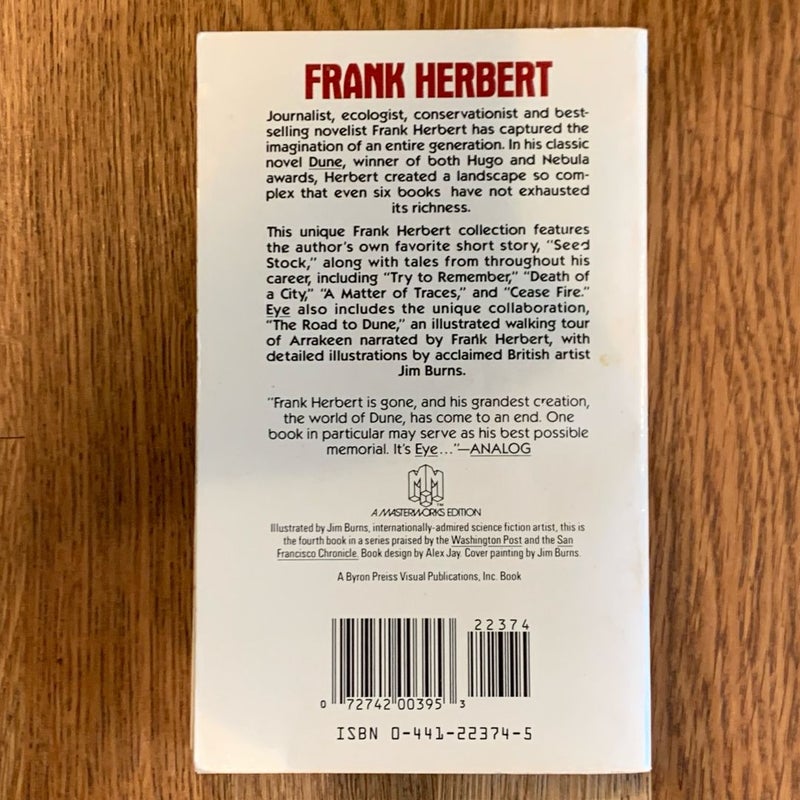 FRANK HERBERT
Journalist, ecologist, conservationist and best-
selling novelist Frank Herbert has captured the
imagination of an entire generation. In his classic
novel Dune, winner of both Hugo and Nebula
awards, Herbert created a landscape so com-
plex that even six books have not exhausted
its richness.
This unique Frank Herbert collection features
the author's own favorite short story, "Seed
Stock," along with tales from throughout his
career, including "Try to Remember," "Death of
a City," "A Matter of Traces," and "Cease Fire."
Eye also includes the unique collaboration,
"The Road to Dune," an illustrated walking tour
of Arrakeen narrated by Frank Herbert, with
detailed illustrations by acclaimed British artist
Jim Burns.
"Frank Herbert is gone, and his grandest creation,
the world of Dune, has come to an end. One
book in particular may serve as his best possible
memorial. It's Eye..."—ANALOG
™
A MASTERWORKS EDITION
Illustrated by Jim Burns, internationally-admired science fiction artist, this is
the fourth book in a series praised by the Washington Post and the San
Francisco Chronicle. Book design by Alex Jay. Cover painting by Jim Burns.
A Byron Preiss Visual Publications, Inc. Book
22374
0 72742 00395 3
ISBN 0-441-22374-5